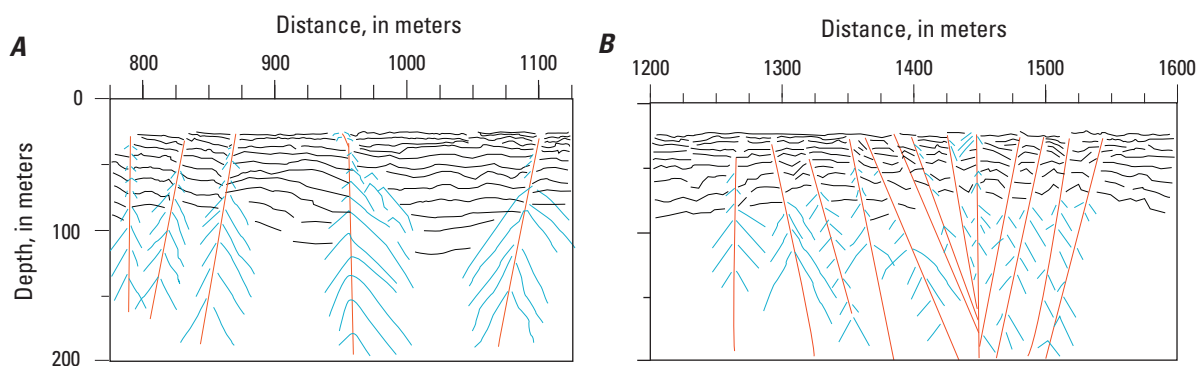 A
Distance, in meters
800 900 1000 1100
B
Distance, in meters
1200 1300 1400 1500 1600
Depth, in meters
0
100
200